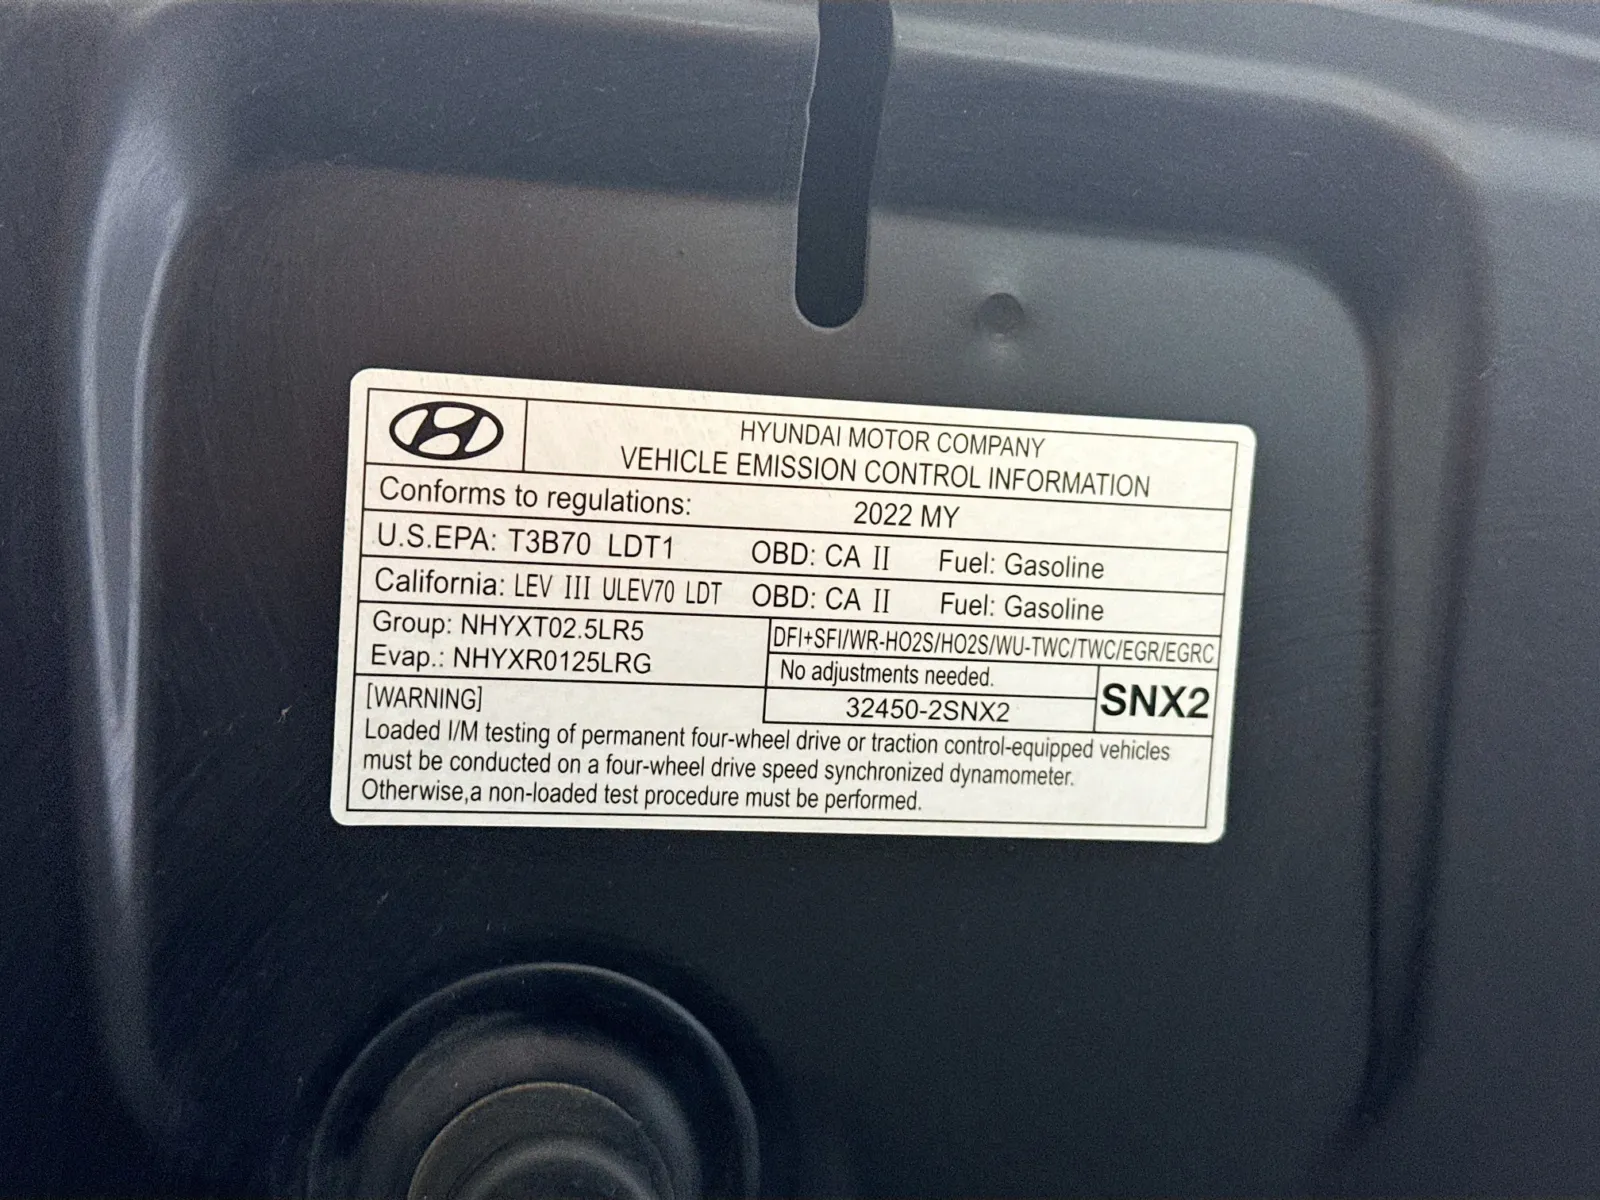 HYUNDAI MOTOR COMPANY
VEHICLE EMISSION CONTROL INFORMATION
Conforms to regulations: 2022 MY
U.S.EPA: T3B70 LDT1 OBD: CA II Fuel: Gasoline
California: LEV III ULEV70 LDT OBD: CA II Fuel: Gasoline
Group: NHYXT02.5LR5
Evap.: NHYXR0125LRG
DFI+SFI/WR-HO2S/HO2S/WU-TWC/TWC/EGR/EGRC
No adjustments needed.
32450-2SNX2
SNX2
[WARNING]
Loaded I/M testing of permanent four-wheel drive or traction control-equipped vehicles
must be conducted on a four-wheel drive speed synchronized dynamometer.
Otherwise,a non-loaded test procedure must be performed.